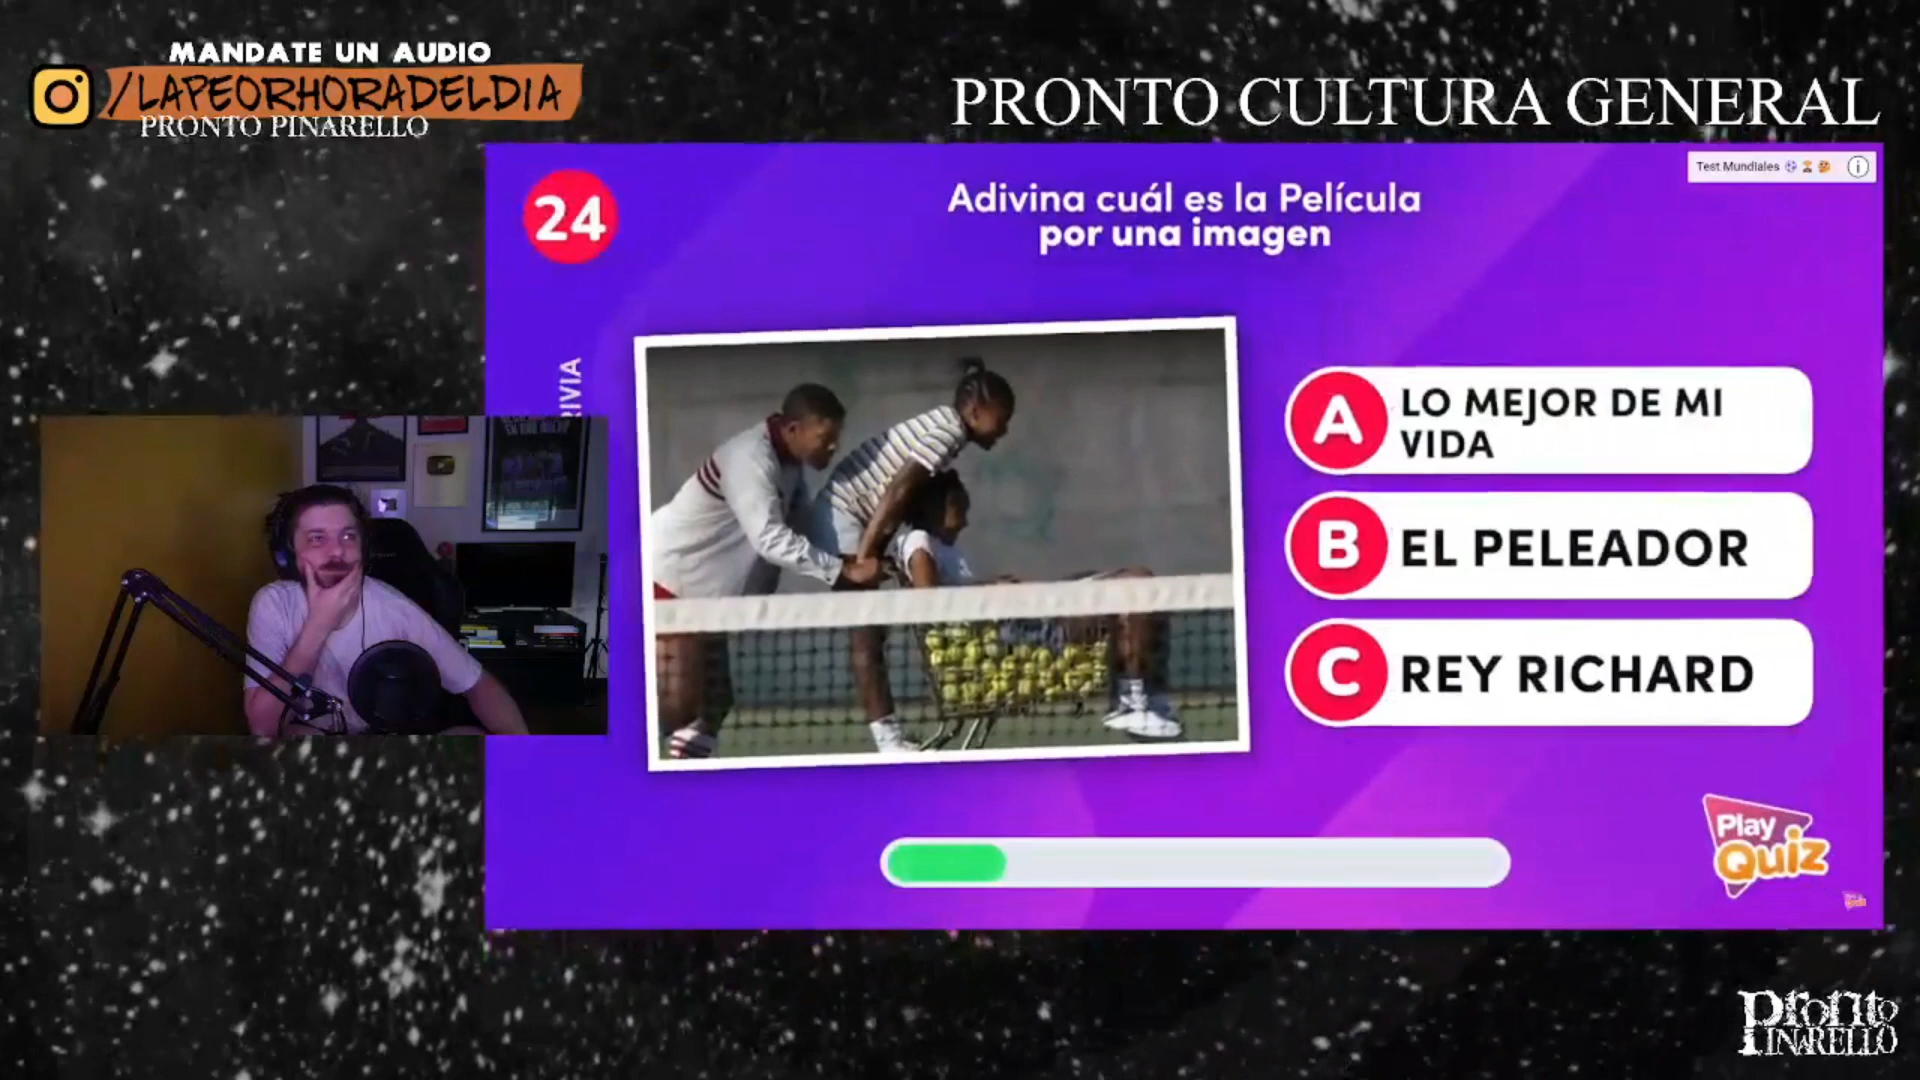 MANDATE UN AUDIO
/LAPEORHORADELDIA
PRONTO PINARELLO
PRONTO CULTURA GENERAL
Test Mundiales
24
Adivina cuál es la Película
por una imagen
RIVIA
A LO MEJOR DE MI
VIDA
B EL PELEADOR
C REY RICHARD
Play
Quiz
Pronto
PINARELLO